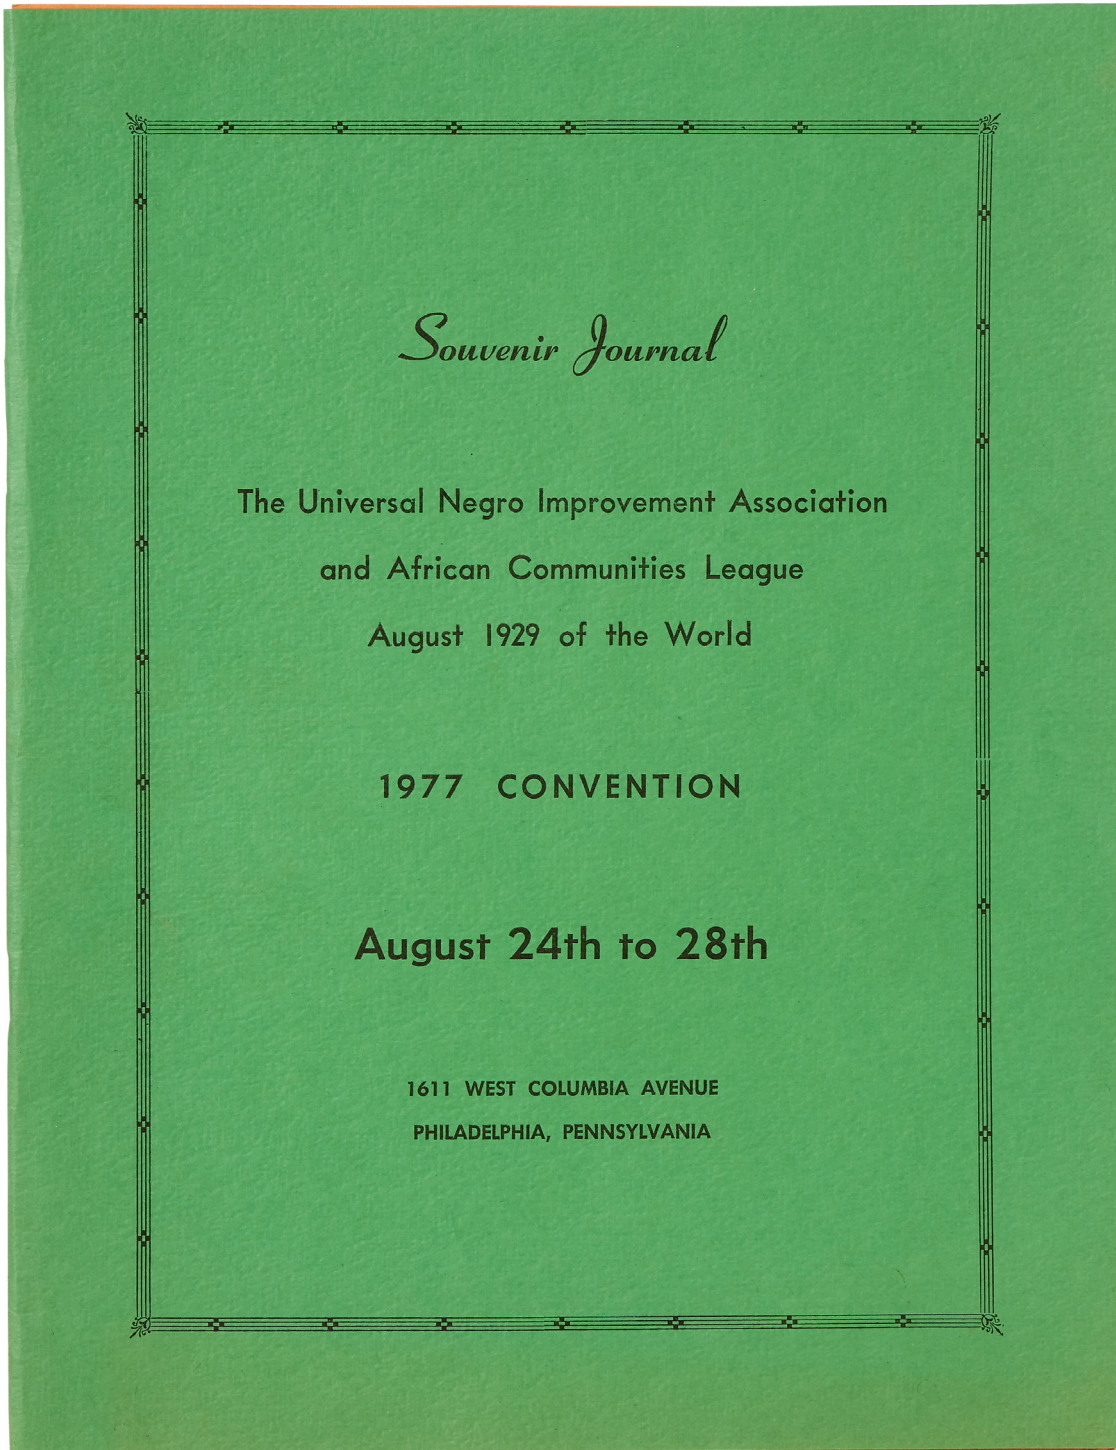 Souvenir Journal
The Universal Negro Improvement Association
and African Communities League
August 1929 of the World
1977 CONVENTION
August 24th to 28th
1611 WEST COLUMBIA AVENUE
PHILADELPHIA, PENNSYLVANIA